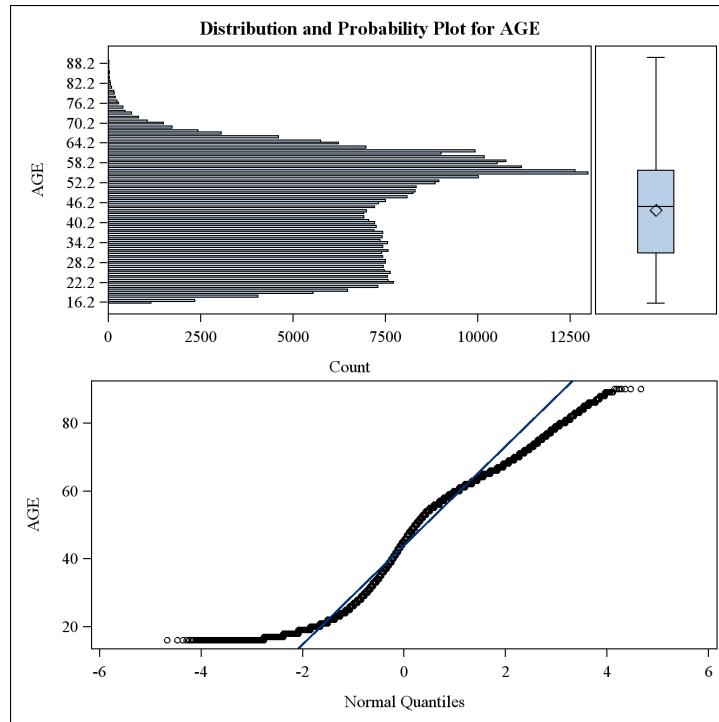 Distribution and Probability Plot for AGE
88.2
82.2
76.2
70.2
64.2
58.2
52.2
46.2
40.2
34.2
28.2
22.2
16.2
AGE
0 2500 5000 7500 10000 12500
Count
80
60
40
20
AGE
-6 -4 -2 0 2 4 6
Normal Quantiles